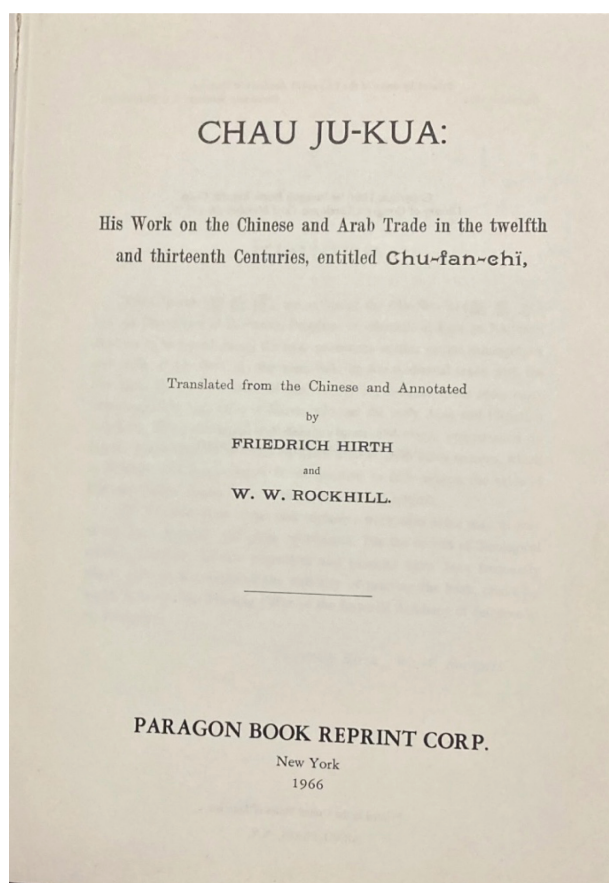 CHAU JU-KUA:
His Work on the Chinese and Arab Trade in the twelfth
and thirteenth Centuries, entitled Chu-fan-chï,
Translated from the Chinese and Annotated
by
FRIEDRICH HIRTH
and
W. W. ROCKHILL.
PARAGON BOOK REPRINT CORP.
New York
1966